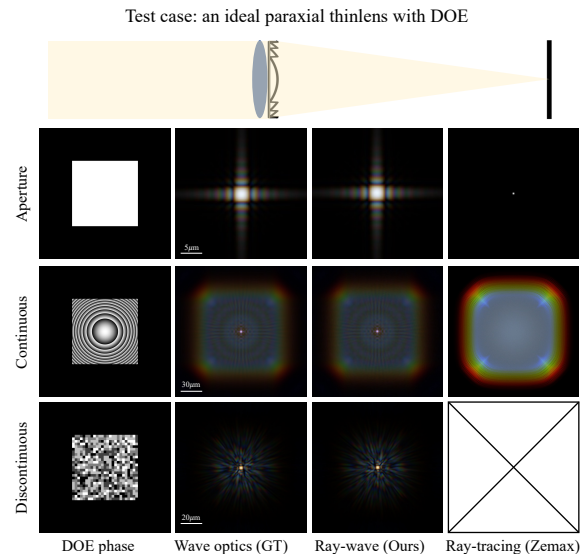 Test case: an ideal paraxial thinlens with DOE
Aperture
5μm
Continuous
30μm
Discontinuous
20μm
DOE phase
Wave optics (GT)
Ray-wave (Ours)
Ray-tracing (Zemax)